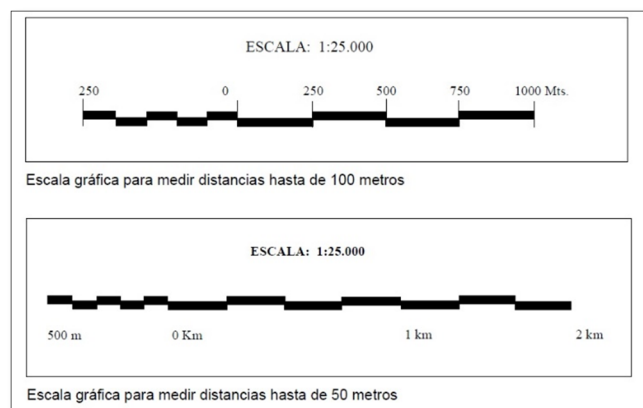 ESCALA: 1:25.000
250 0 250 500 750 1000 Mts.
Escala gráfica para medir distancias hasta de 100 metros
ESCALA: 1:25.000
500 m 0 Km 1 km 2 km
Escala gráfica para medir distancias hasta de 50 metros